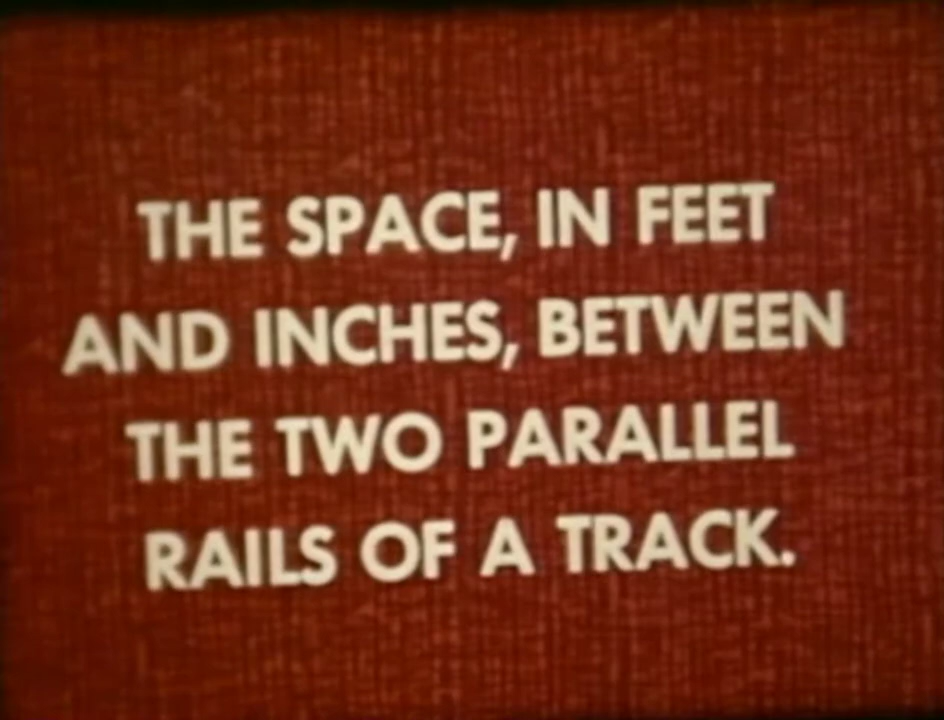 THE SPACE, IN FEET
AND INCHES, BETWEEN
THE TWO PARALLEL
RAILS OF A TRACK.